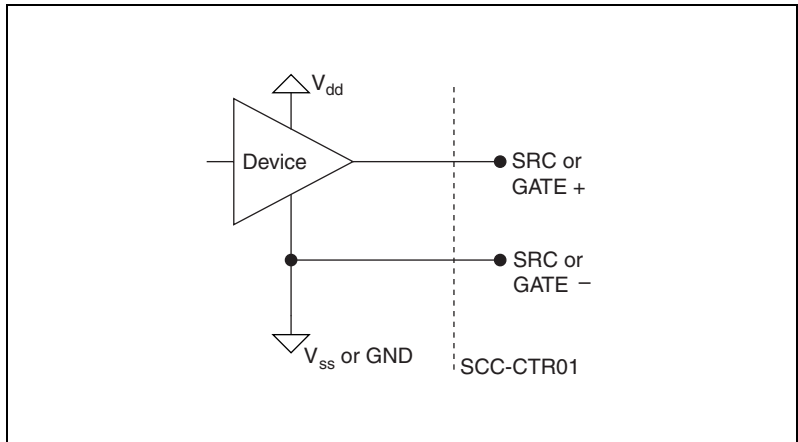 Vdd
Device
SRC or
GATE +
SRC or
GATE −
Vss or GND
SCC-CTR01